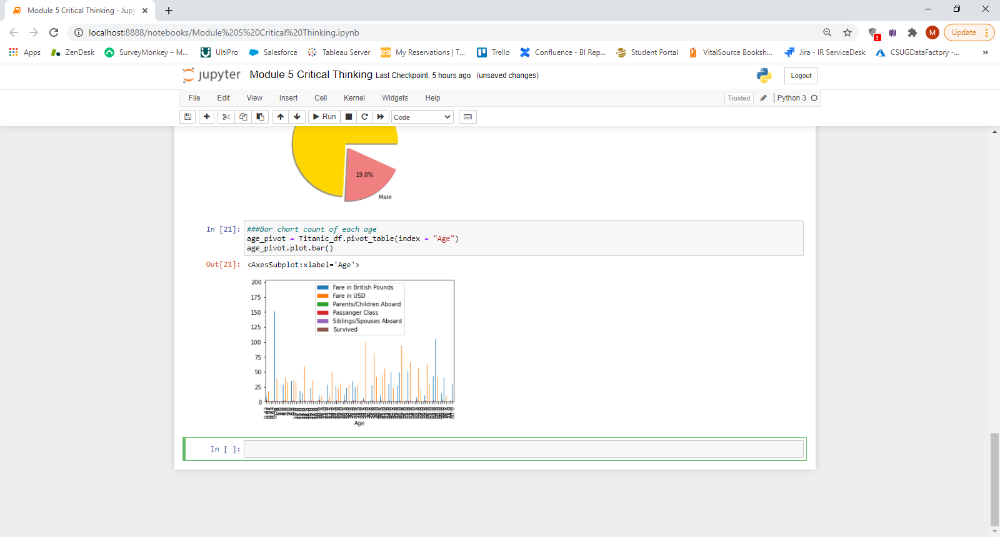 Module 5 Critical Thinking - Jupy
localhost:8888/notebooks/Module%205%20Critical%20Thinking.ipynb
M
Update
Apps
ZenDesk
SurveyMonkey – M...
UltiPro
Salesforce
Tableau Server
My Reservations | T...
Trello
Confluence - BI Rep...
Student Portal
VitalSource Booksh...
Jira - IR ServiceDesk
CSUGDataFactory -...
»
jupyter Module 5 Critical Thinking Last Checkpoint: 5 hours ago (unsaved changes)
Logout
File Edit View Insert Cell Kernel Widgets Help
Trusted
Python 3
Run
Code
19.0%
Male
In [21]: ###Bar chart count of each age
age_pivot = Titanic_df.pivot_table(index = "Age")
age_pivot.plot.bar()
Out[21]: <AxesSubplot:xlabel='Age'>
200
175
150
125
100
75
50
25
0
Fare in British Pounds
Fare in USD
Parents/Children Aboard
Passanger Class
Siblings/Spouses Aboard
Survived
Age
In [ ]: